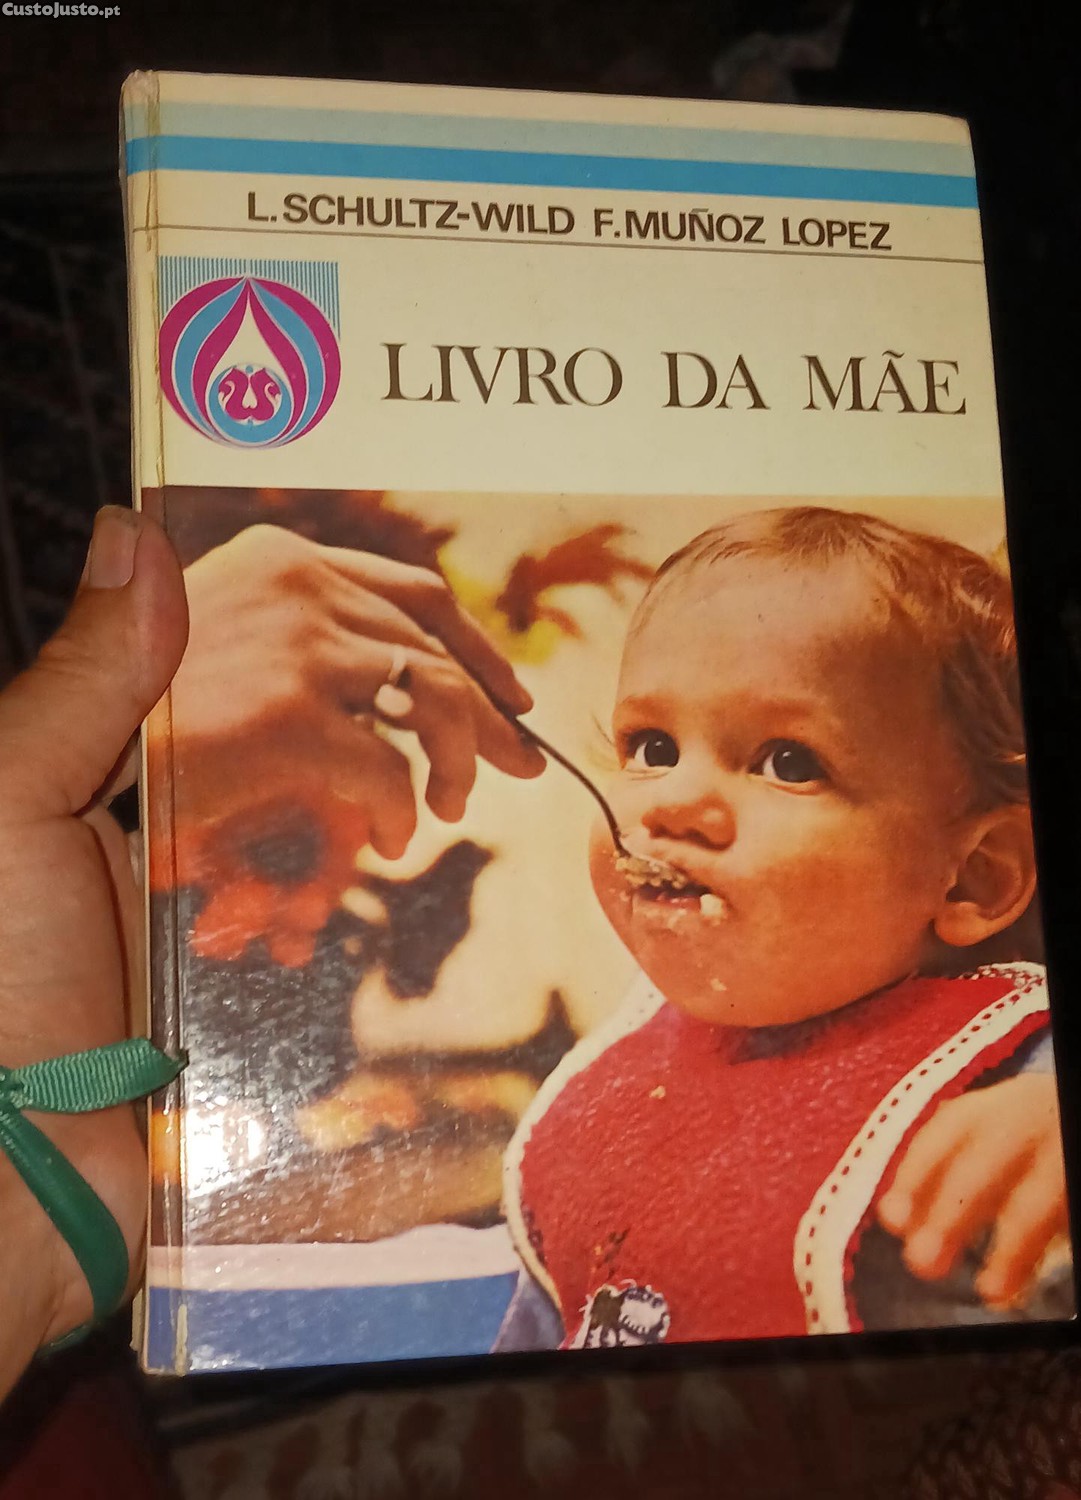 CustoJusto.pt
L.SCHULTZ-WILD F.MUÑOZ LOPEZ
LIVRO DA MÃE